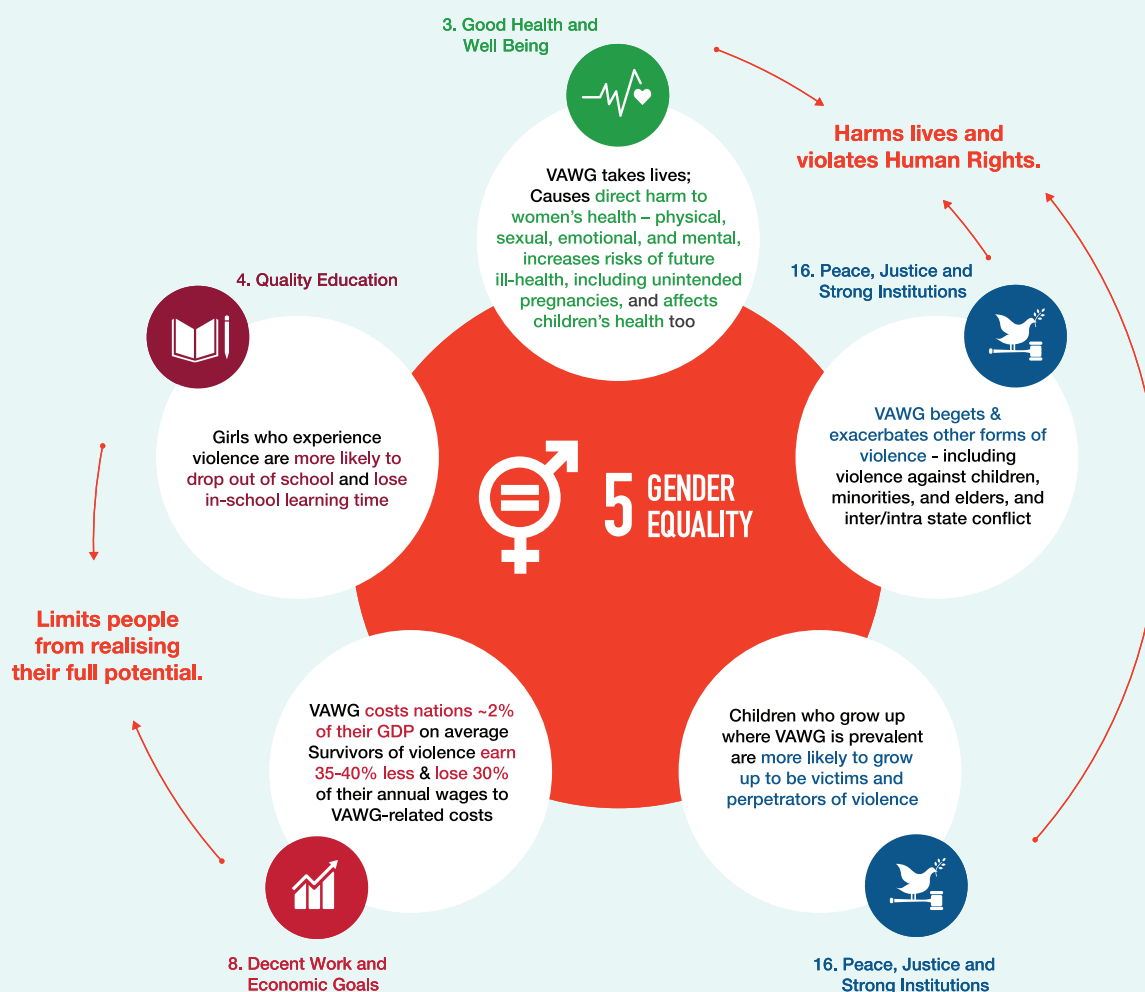 3. Good Health and
Well Being
VAWG takes lives;
Causes direct harm to
women’s health – physical,
sexual, emotional, and mental,
increases risks of future
ill-health, including unintended
pregnancies, and affects
children’s health too
Harms lives and
violates Human Rights.
4. Quality Education
Girls who experience
violence are more likely to
drop out of school and lose
in-school learning time
16. Peace, Justice and
Strong Institutions
VAWG begets &
exacerbates other forms of
violence - including
violence against children,
minorities, and elders, and
inter/intra state conflict
5 GENDER
EQUALITY
Limits people
from realising
their full potential.
VAWG costs nations ~2%
of their GDP on average
Survivors of violence earn
35-40% less & lose 30%
of their annual wages to
VAWG-related costs
8. Decent Work and
Economic Goals
Children who grow up
where VAWG is prevalent
are more likely to grow
up to be victims and
perpetrators of violence
16. Peace, Justice and
Strong Institutions